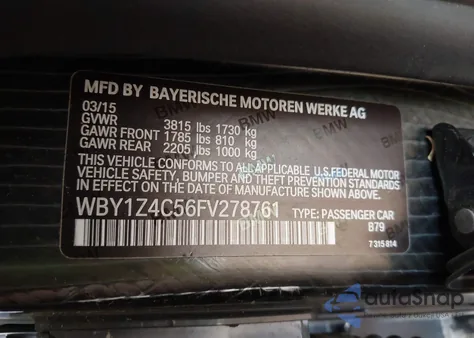 MFD BY BAYERISCHE MOTOREN WERKE AG
03/15
GVWR 3815 lbs 1730 kg
GAWR FRONT 1785 lbs 810 kg
GAWR REAR 2205 lbs 1000 kg
THIS VEHICLE CONFORMS TO ALL APPLICABLE U.S. FEDERAL MOTOR
VEHICLE SAFETY, BUMPER AND THEFT PREVENTION STANDARDS
IN EFFECT ON THE DATE OF MANUFACTURE SHOWN ABOVE.
WBY1Z4C56FV278761 TYPE: PASSENGER CAR
B79
7 315 814
autoSnap